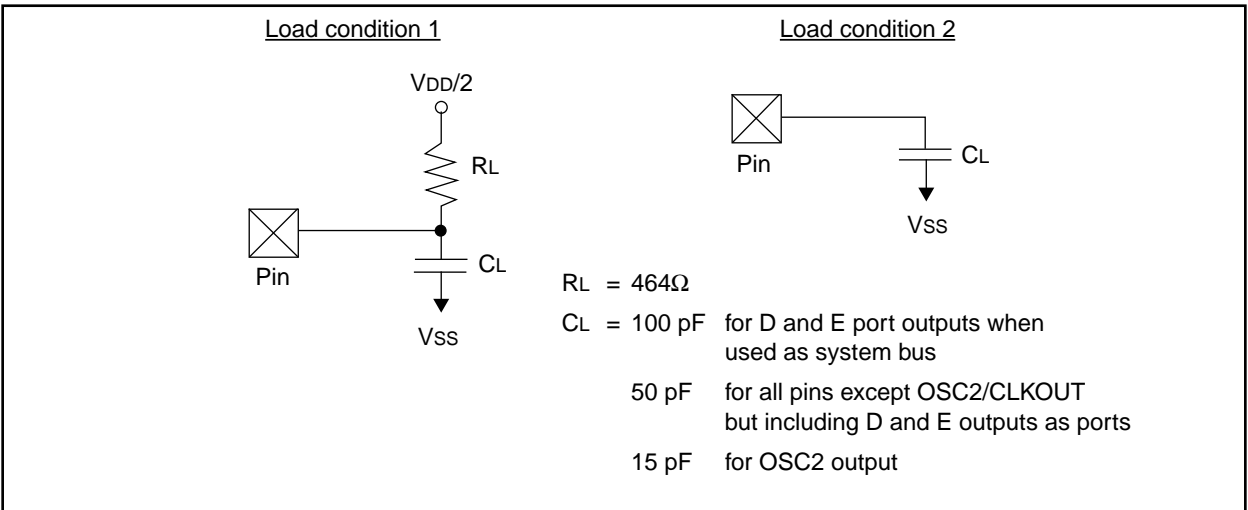 Load condition 1
VDD/2
RL
Pin
CL
VSS
Load condition 2
Pin
CL
VSS
RL = 464Ω
CL = 100 pF for D and E port outputs when
used as system bus
50 pF for all pins except OSC2/CLKOUT
but including D and E outputs as ports
15 pF for OSC2 output